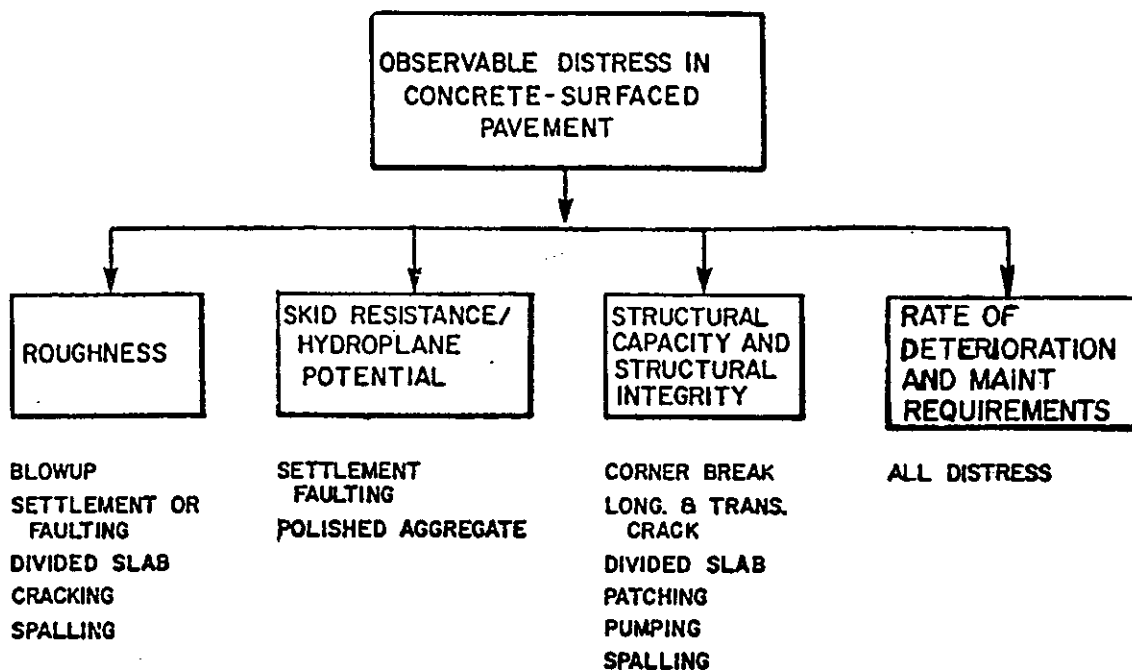 OBSERVABLE DISTRESS IN
CONCRETE-SURFACED
PAVEMENT
ROUGHNESS
SKID RESISTANCE/
HYDROPLANE
POTENTIAL
STRUCTURAL
CAPACITY AND
STRUCTURAL
INTEGRITY
RATE OF
DETERIORATION
AND MAINT
REQUIREMENTS
BLOWUP
SETTLEMENT OR
FAULTING
DIVIDED SLAB
CRACKING
SPALLING
SETTLEMENT
FAULTING
POLISHED AGGREGATE
CORNER BREAK
LONG. & TRANS.
CRACK
DIVIDED SLAB
PATCHING
PUMPING
SPALLING
ALL DISTRESS